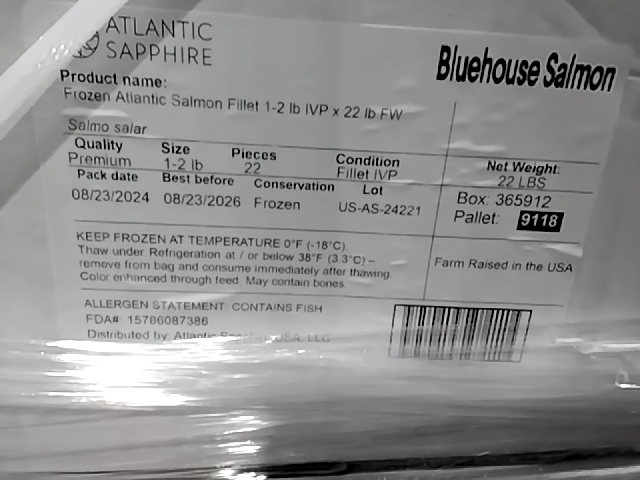 ATLANTIC
SAPPHIRE
Bluehouse Salmon
Product name:
Frozen Atlantic Salmon Fillet 1-2 lb IVP x 22 lb FW
Salmo salar
Quality Size Pieces Condition Net Weight:
Premium 1-2 lb 22 Fillet IVP 22 LBS
Pack date Best before Conservation Lot
08/23/2024 08/23/2026 Frozen US-AS-24221
Box: 365912
Pallet: 9118
KEEP FROZEN AT TEMPERATURE 0°F (-18°C).
Thaw under Refrigeration at / or below 38°F (3.3°C) –
remove from bag and consume immediately after thawing.
Color enhanced through feed. May contain bones.
Farm Raised in the USA
ALLERGEN STATEMENT: CONTAINS FISH
FDA# 15786087386
Distributed by: Atlantic Sapphire USA, LLC